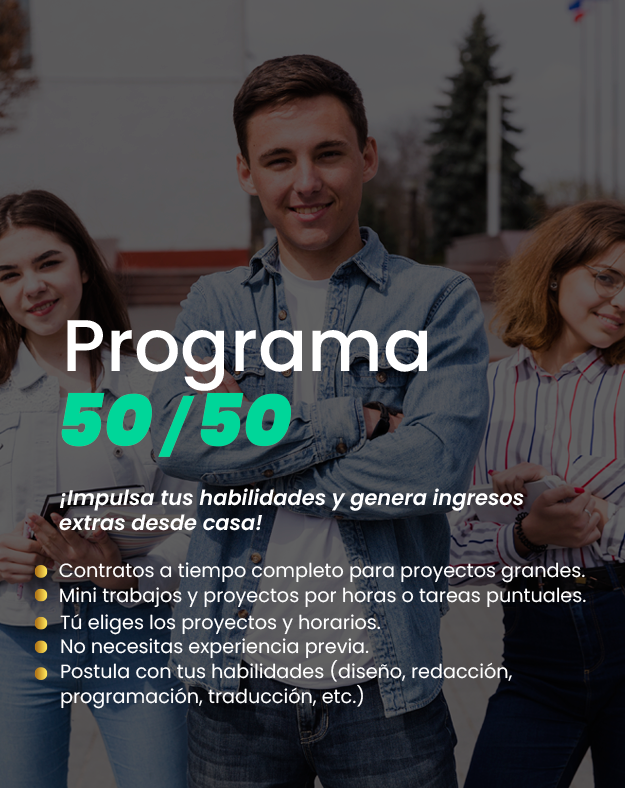 Programa
50/50
¡Impulsa tus habilidades y genera ingresos
extras desde casa!
Contratos a tiempo completo para proyectos grandes.
Mini trabajos y proyectos por horas o tareas puntuales.
Tú eliges los proyectos y horarios.
No necesitas experiencia previa.
Postula con tus habilidades (diseño, redacción,
programación, traducción, etc.)